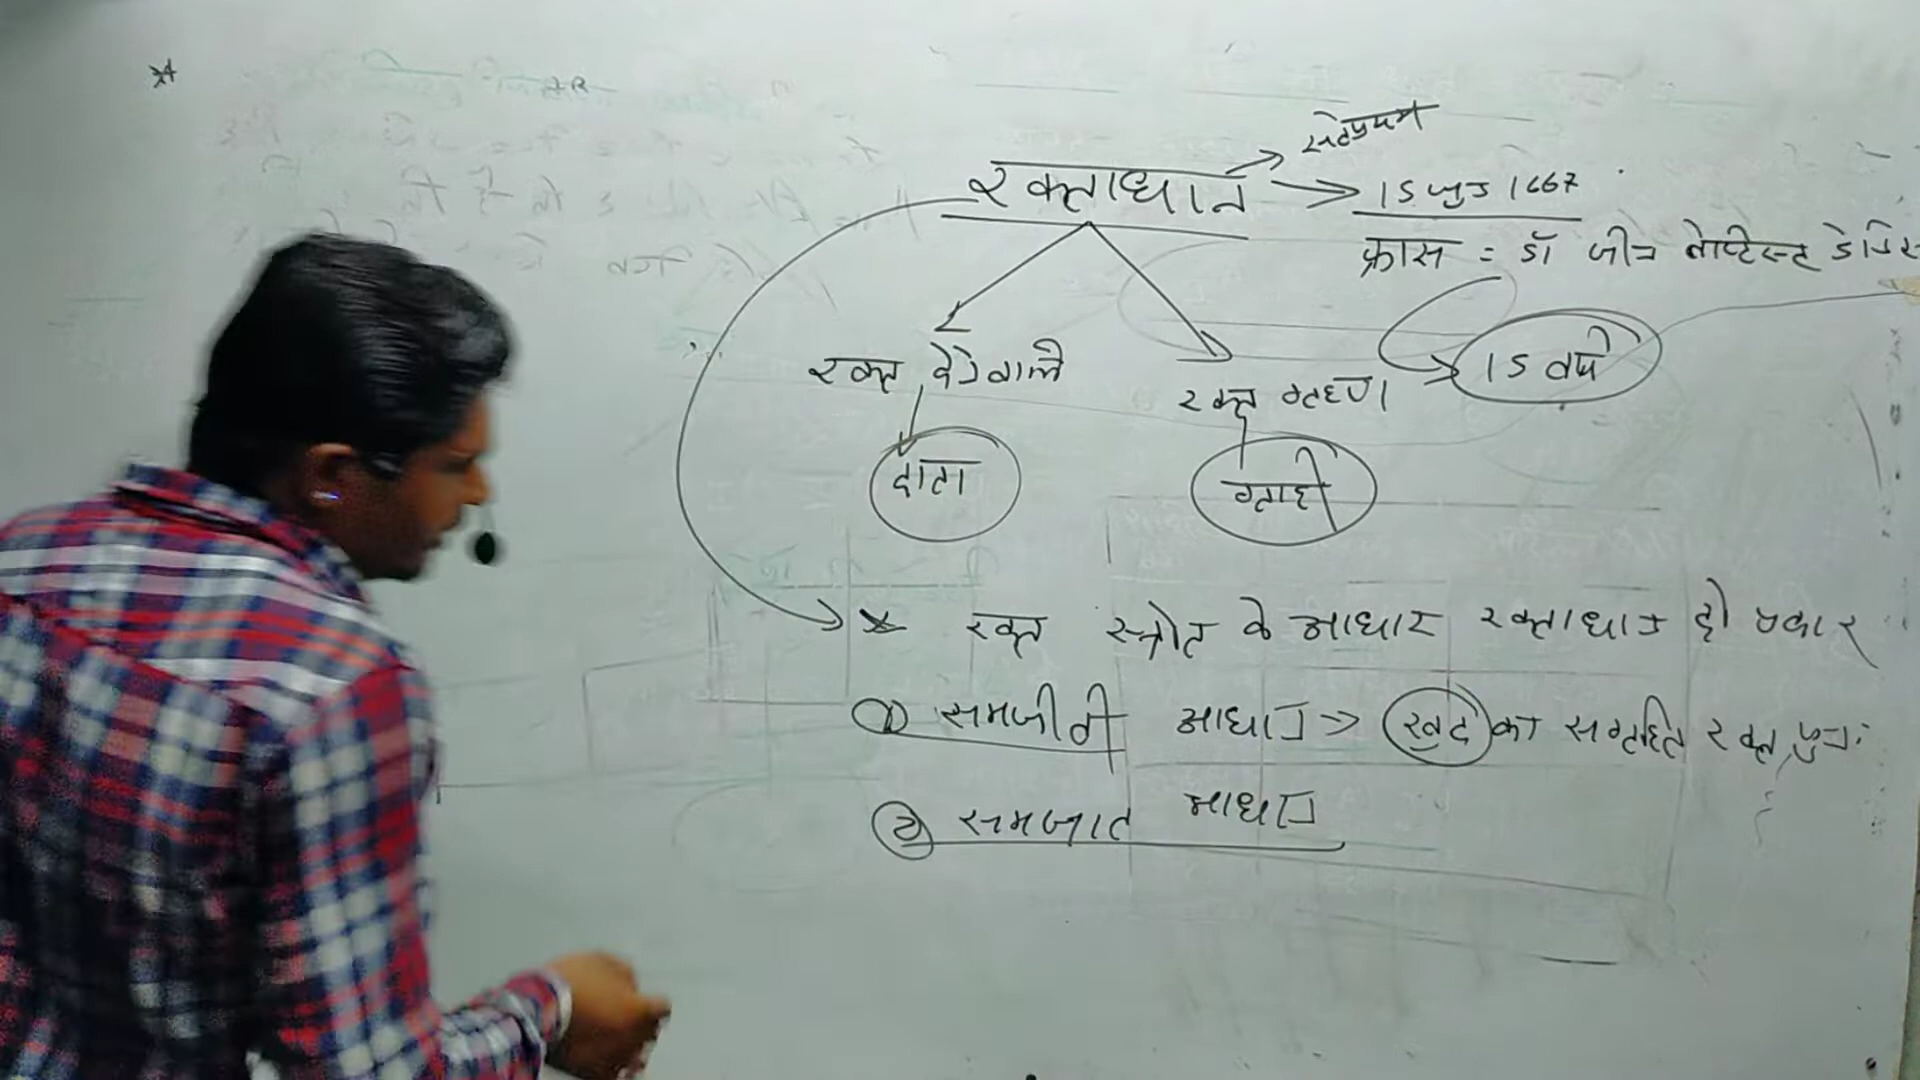 सर्वप्रथम
रक्ताधान → 15 जुन 1667
फ्रांस = डॉ जीन बेप्टिस्ट डेनिस
15 वर्ष
रक्त देनेवाले
रक्त ग्रहण
दाता
ग्राही
* रक्त स्त्रोत के आधार रक्ताधान दो प्रकार
① समजीवी आधान → खुद का संग्रहित रक्त पुनः
② समजात आधान